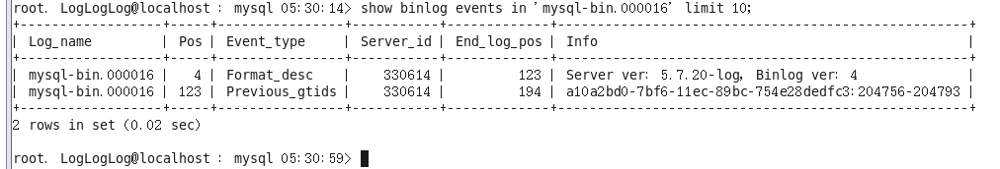 root. LogLogLog@localhost : mysql 05:30:14> show binlog events in 'mysql-bin.000016' limit 10;
+------------------+-----+----------------+-----------+-------------+--------------------------------------------------+
| Log_name | Pos | Event_type | Server_id | End_log_pos | Info |
+------------------+-----+----------------+-----------+-------------+--------------------------------------------------+
| mysql-bin.000016 | 4 | Format_desc | 330614 | 123 | Server ver: 5.7.20-log, Binlog ver: 4 |
| mysql-bin.000016 | 123 | Previous_gtids | 330614 | 194 | a10a2bd0-7bf6-11ec-89bc-754e28dedfc3:204756-204793 |
+------------------+-----+----------------+-----------+-------------+--------------------------------------------------+
2 rows in set (0.02 sec)
root. LogLogLog@localhost : mysql 05:30:59>